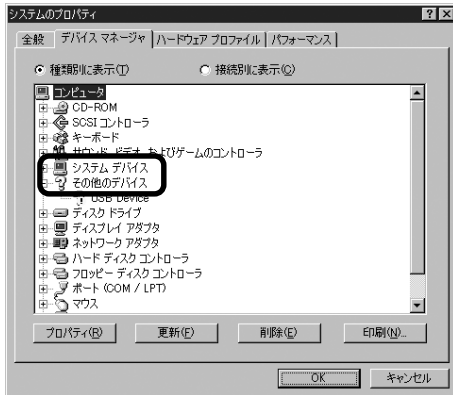 システムのプロパティ
全般 デバイス マネージャ ハードウェア プロファイル パフォーマンス
種類別に表示(T) 接続別に表示(C)
コンピュータ
CD-ROM
SCSI コントローラ
キーボード
サウンド、ビデオ、およびゲームのコントローラ
システム デバイス
その他のデバイス
USB Device
ディスク ドライブ
ディスプレイ アダプタ
ネットワーク アダプタ
ハード ディスク コントローラ
フロッピー ディスク コントローラ
ポート (COM / LPT)
マウス
プロパティ(R) 更新(F) 削除(E) 印刷(N)...
OK キャンセル